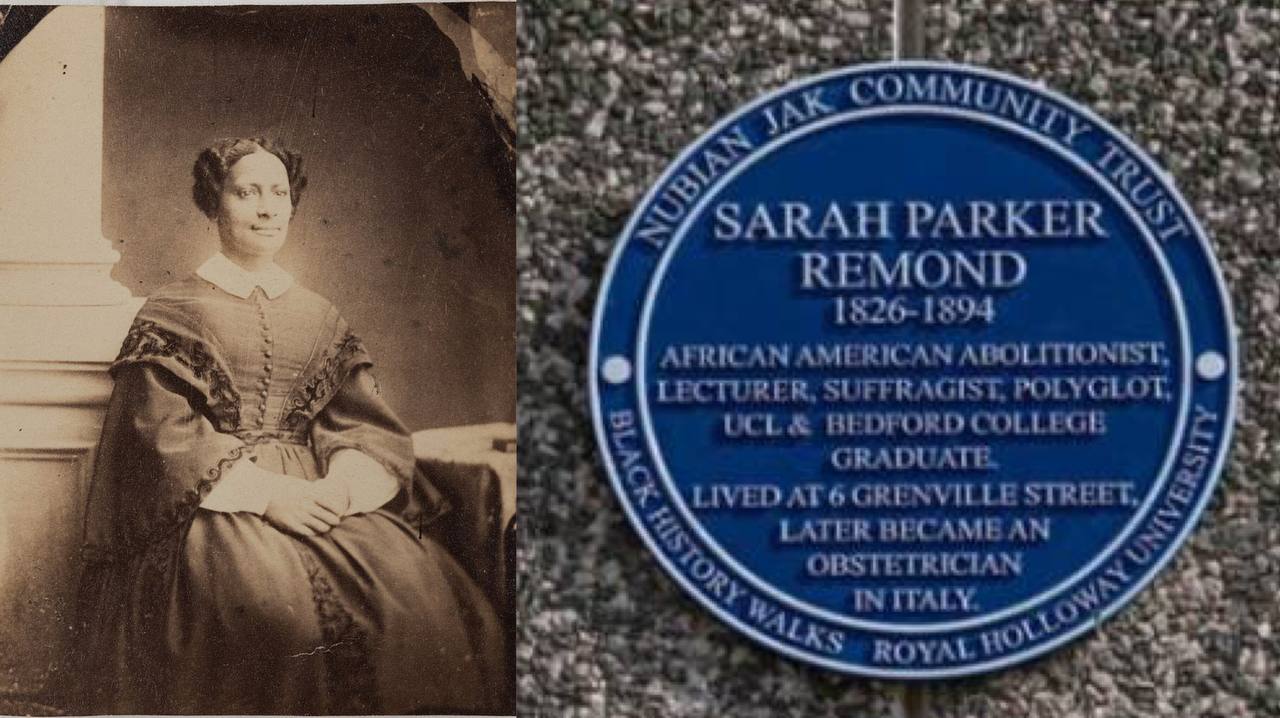 NUBIAN JAK COMMUNITY TRUST
SARAH PARKER
REMOND
1826-1894
AFRICAN AMERICAN ABOLITIONIST,
LECTURER, SUFFRAGIST, POLYGLOT,
UCL & BEDFORD COLLEGE
GRADUATE.
LIVED AT 6 GRENVILLE STREET,
LATER BECAME AN
OBSTETRICIAN
IN ITALY.
BLACK HISTORY WALKS ROYAL HOLLOWAY UNIVERSITY